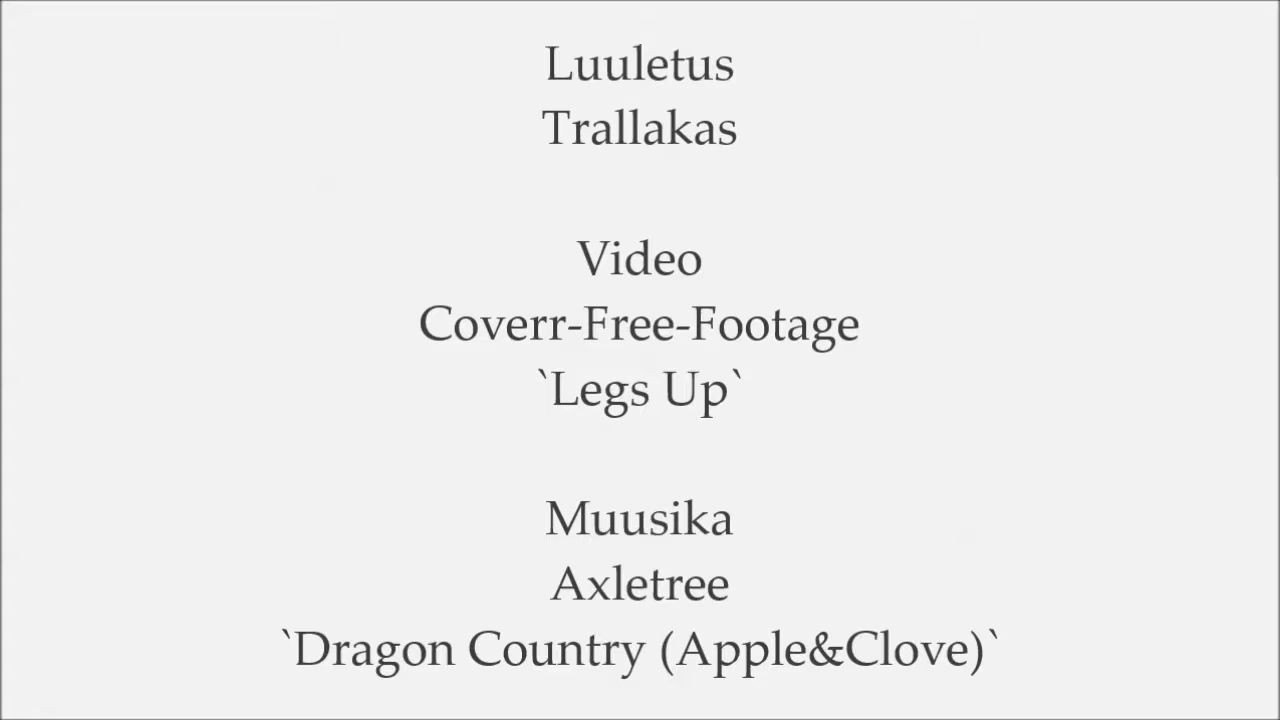 Luuletus
Trallakas
Video
Coverr-Free-Footage
`Legs Up`
Muusika
Axletree
`Dragon Country (Apple&Clove)`